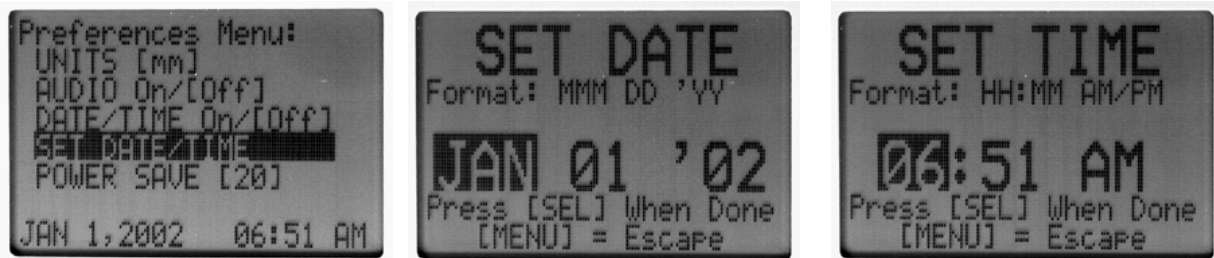 Preferences Menu:
UNITS [mm]
AUDIO On/[Off]
DATE/TIME On/[Off]
SET DATE/TIME
POWER SAVE [20]
JAN 1,2002 06:51 AM
SET DATE
Format: MMM DD 'YY
JAN 01 '02
Press [SEL] When Done
[MENU] = Escape
SET TIME
Format: HH:MM AM/PM
06:51 AM
Press [SEL] When Done
[MENU] = Escape